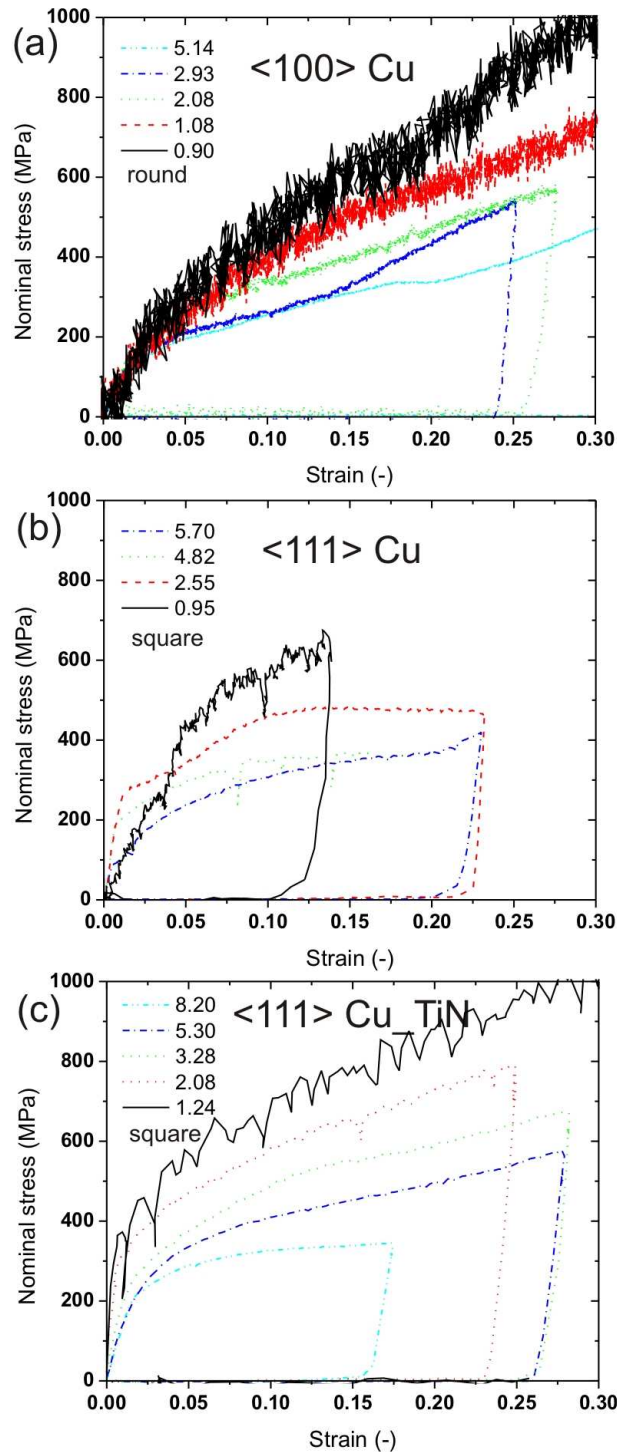 (a)
<100> Cu
5.14
2.93
2.08
1.08
0.90
round
Nominal stress (MPa)
1000
800
600
400
200
0
0.00 0.05 0.10 0.15 0.20 0.25 0.30
Strain (-)
(b)
<111> Cu
5.70
4.82
2.55
0.95
square
Nominal stress (MPa)
1000
800
600
400
200
0
0.00 0.05 0.10 0.15 0.20 0.25 0.30
Strain (-)
(c)
<111> Cu_TiN
8.20
5.30
3.28
2.08
1.24
square
Nominal stress (MPa)
1000
800
600
400
200
0
0.00 0.05 0.10 0.15 0.20 0.25 0.30
Strain (-)